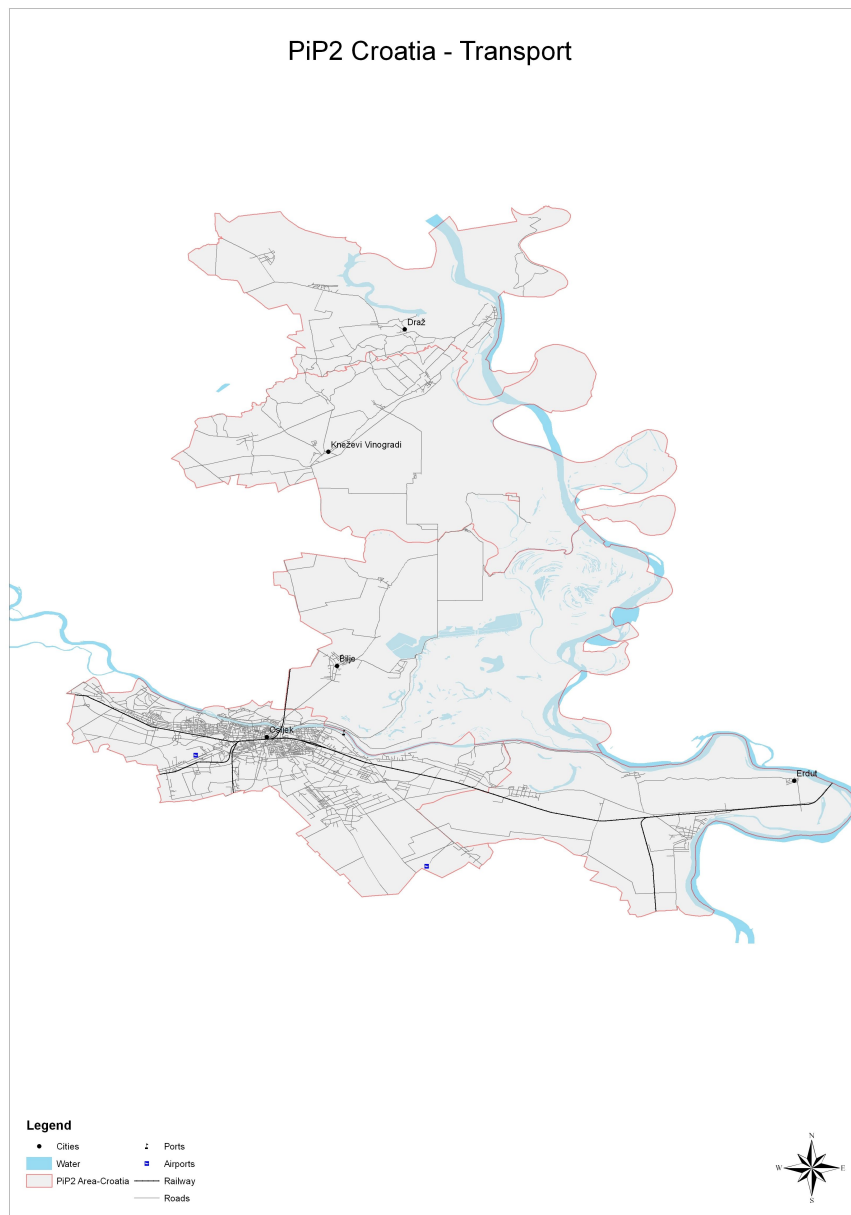 PiP2 Croatia - Transport
Draž
Kneževi Vinogradi
Bilje
Osijek
Erdut
Legend
Cities
Water
PiP2 Area-Croatia
Ports
Airports
Railway
Roads
N
W E
S